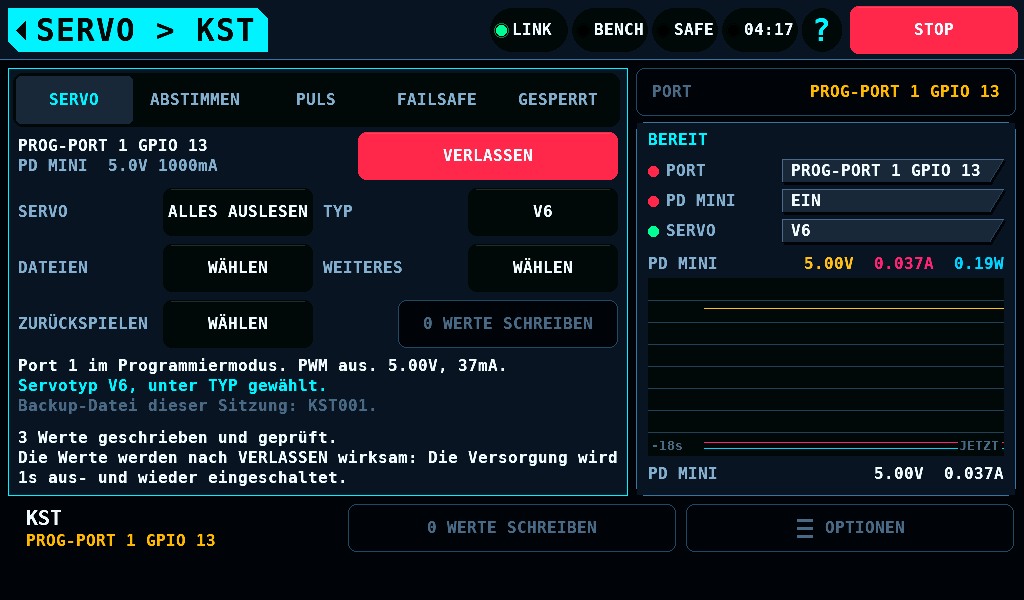 SERVO > KST
LINK
BENCH
SAFE
04:17
?
STOP
SERVO
ABSTIMMEN
PULS
FAILSAFE
GESPERRT
PROG-PORT 1 GPIO 13
PD MINI 5.0V 1000mA
VERLASSEN
SERVO
ALLES AUSLESEN
TYP
V6
DATEIEN
WÄHLEN
WEITERES
WÄHLEN
ZURÜCKSPIELEN
WÄHLEN
0 WERTE SCHREIBEN
Port 1 im Programmiermodus. PWM aus. 5.00V, 37mA.
Servotyp V6, unter TYP gewählt.
Backup-Datei dieser Sitzung: KST001.
3 Werte geschrieben und geprüft.
Die Werte werden nach VERLASSEN wirksam: Die Versorgung wird
1s aus- und wieder eingeschaltet.
PORT
PROG-PORT 1 GPIO 13
BEREIT
PORT
PROG-PORT 1 GPIO 13
PD MINI
EIN
SERVO
V6
PD MINI
5.00V
0.037A
0.19W
-18s
JETZT
PD MINI
5.00V
0.037A
KST
PROG-PORT 1 GPIO 13
0 WERTE SCHREIBEN
OPTIONEN